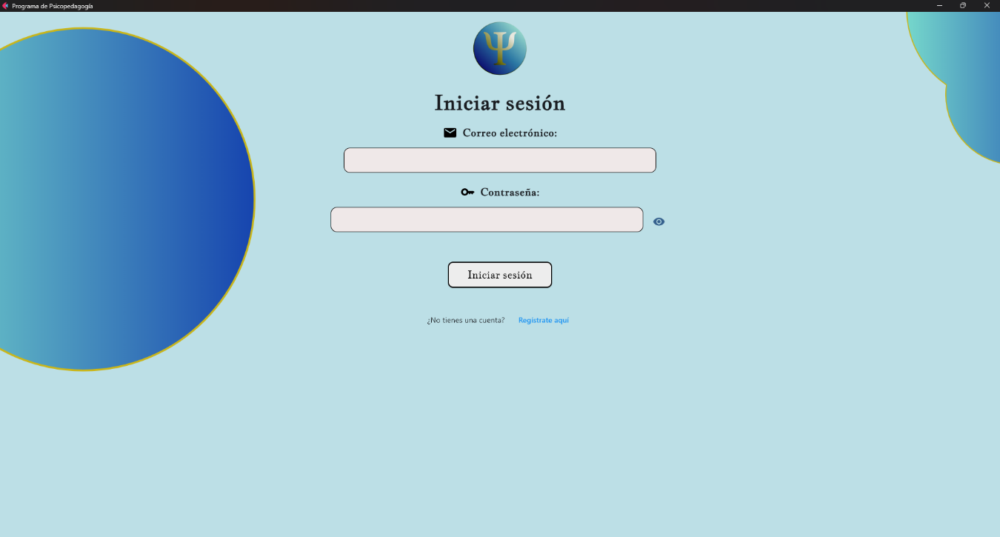 Programa de Psicopedagogía
Ψ
Iniciar sesión
Correo electrónico:
Contraseña:
Iniciar sesión
¿No tienes una cuenta? Regístrate aquí